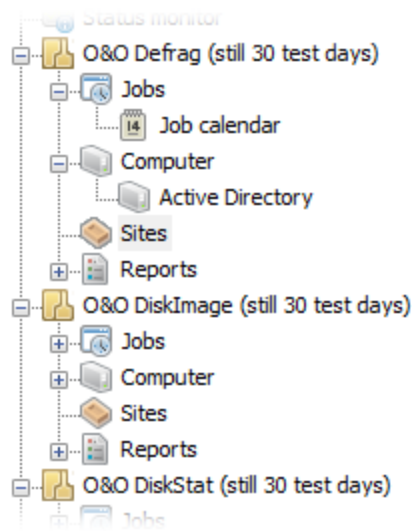 Status monitor
O&O Defrag (still 30 test days)
Jobs
14 Job calendar
Computer
Active Directory
Sites
Reports
O&O DiskImage (still 30 test days)
Jobs
Computer
Sites
Reports
O&O DiskStat (still 30 test days)
Jobs